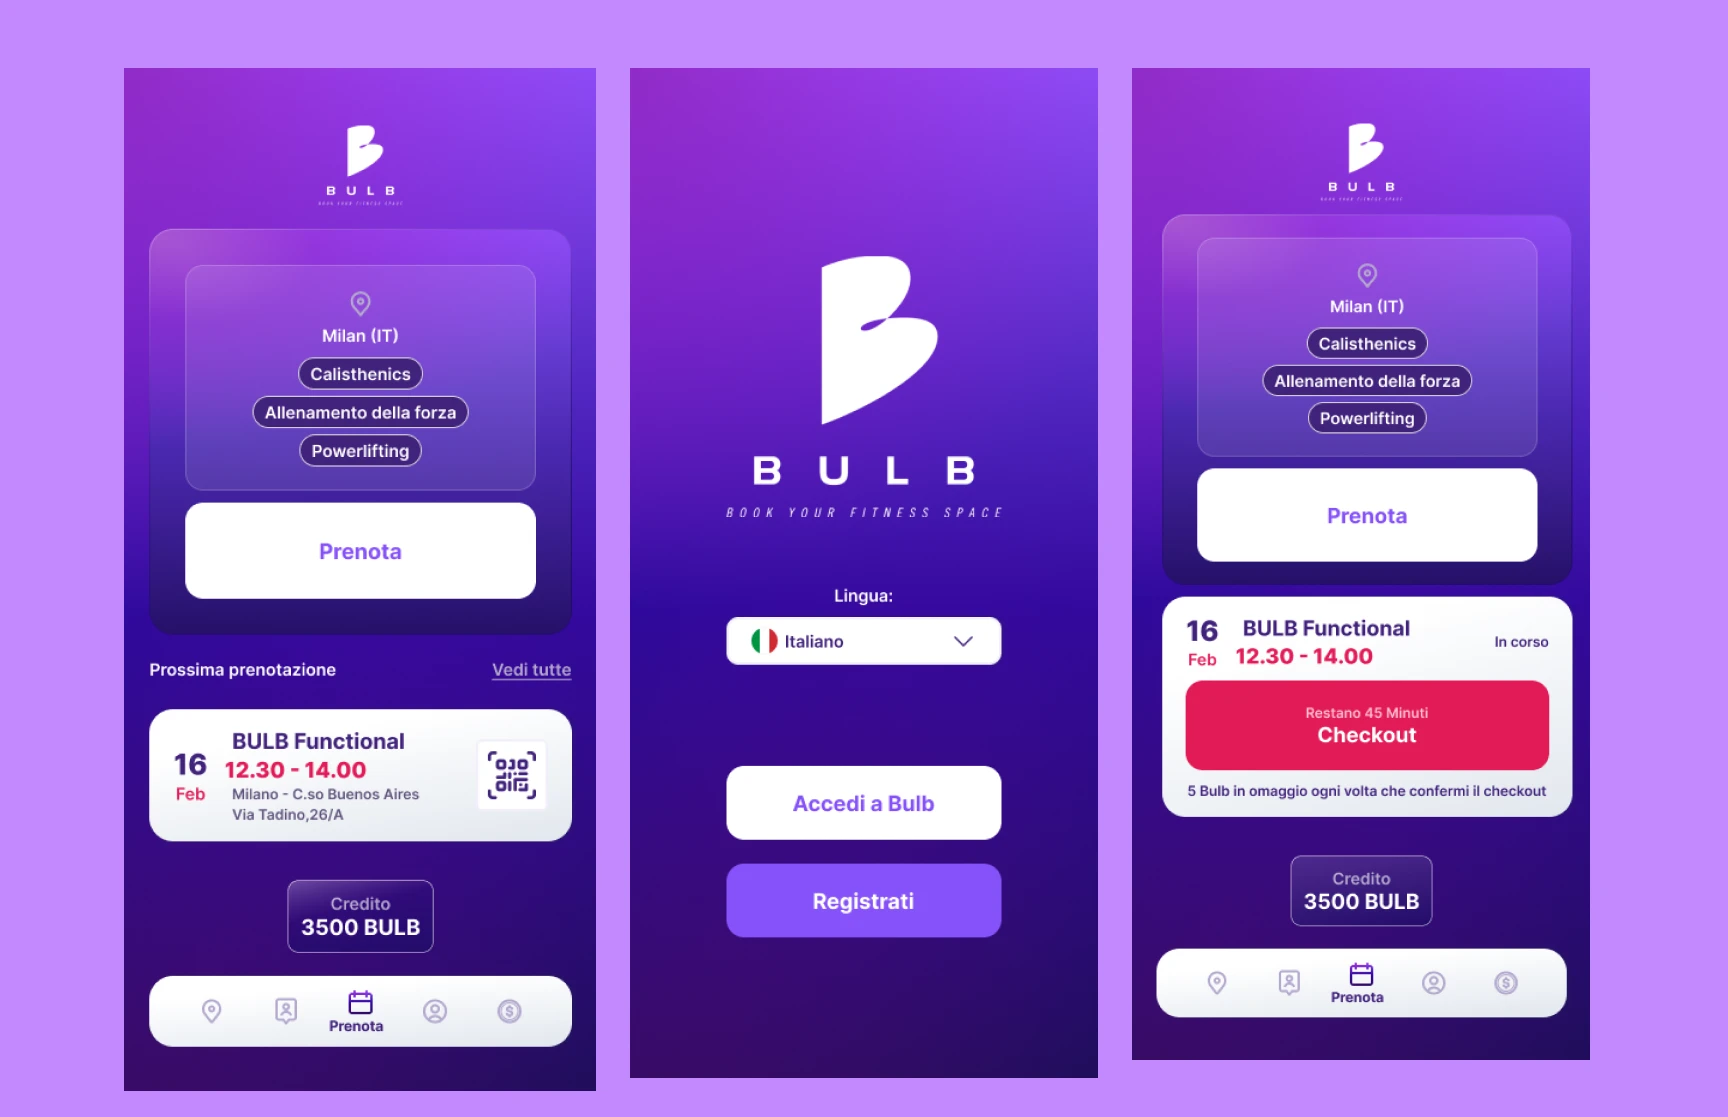 BULB
BOOK YOUR FITNESS SPACE
Milan (IT)
Calisthenics
Allenamento della forza
Powerlifting
Prenota
Prossima prenotazione
Vedi tutte
16
Feb
BULB Functional
12.30 - 14.00
Milano - C.so Buenos Aires
Via Tadino,26/A
Credito
3500 BULB
Prenota
BULB
BOOK YOUR FITNESS SPACE
Lingua:
Italiano
Accedi a Bulb
Registrati
BULB
BOOK YOUR FITNESS SPACE
Milan (IT)
Calisthenics
Allenamento della forza
Powerlifting
Prenota
16
Feb
BULB Functional
12.30 - 14.00
In corso
Restano 45 Minuti
Checkout
5 Bulb in omaggio ogni volta che confermi il checkout
Credito
3500 BULB
Prenota